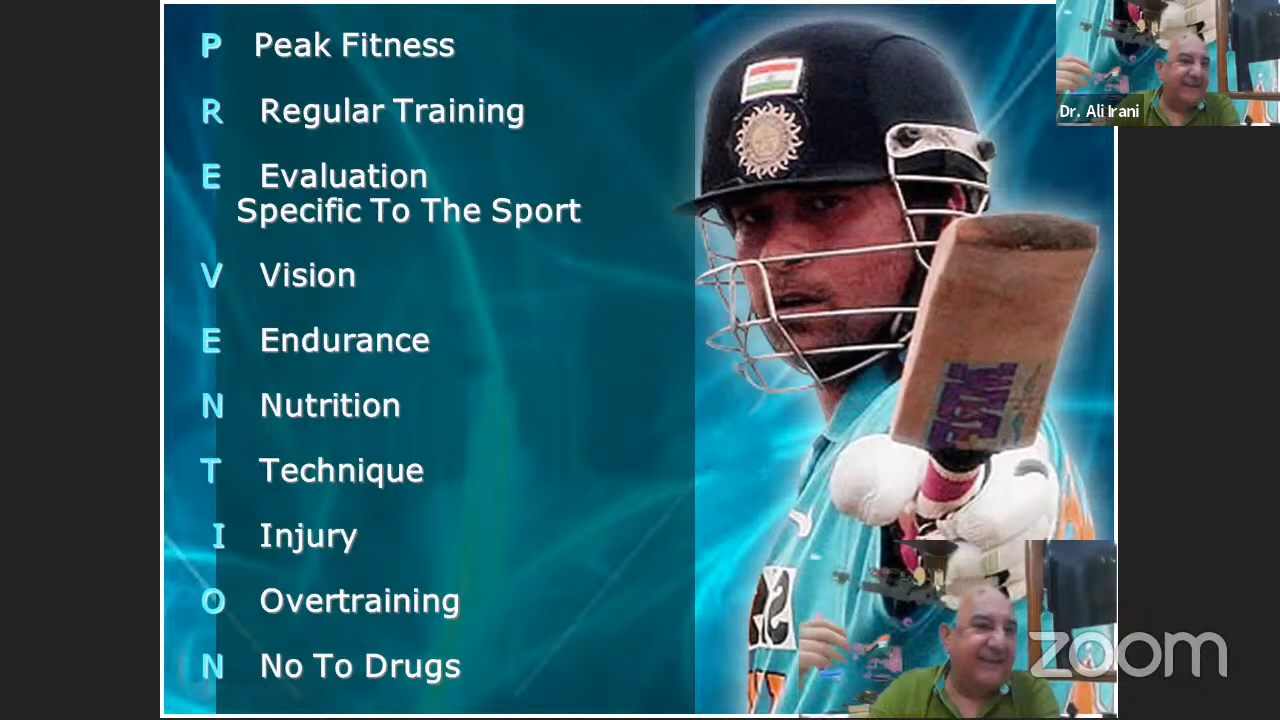 P Peak Fitness
R Regular Training
E Evaluation
Specific To The Sport
V Vision
E Endurance
N Nutrition
T Technique
I Injury
O Overtraining
N No To Drugs
Dr. Ali Irani
zoom